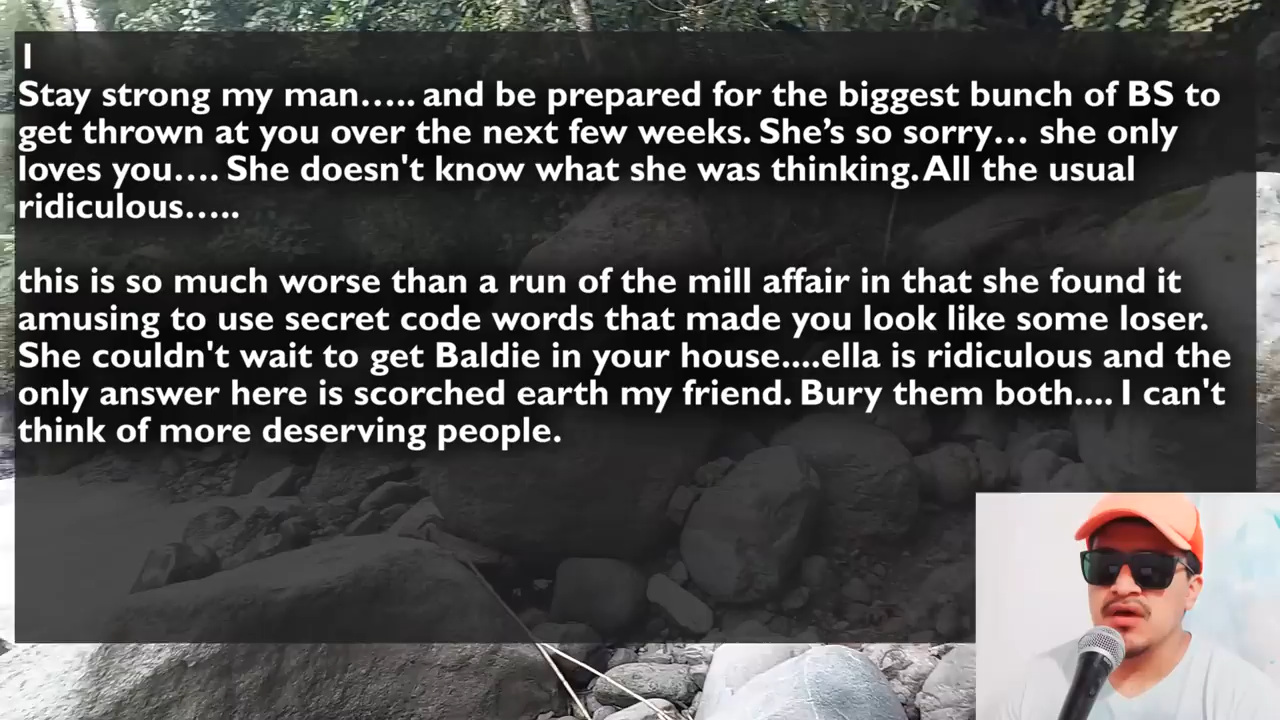 I
Stay strong my man….. and be prepared for the biggest bunch of BS to
get thrown at you over the next few weeks. She’s so sorry… she only
loves you…. She doesn't know what she was thinking. All the usual
ridiculous…..
this is so much worse than a run of the mill affair in that she found it
amusing to use secret code words that made you look like some loser.
She couldn't wait to get Baldie in your house....ella is ridiculous and the
only answer here is scorched earth my friend. Bury them both.... I can't
think of more deserving people.